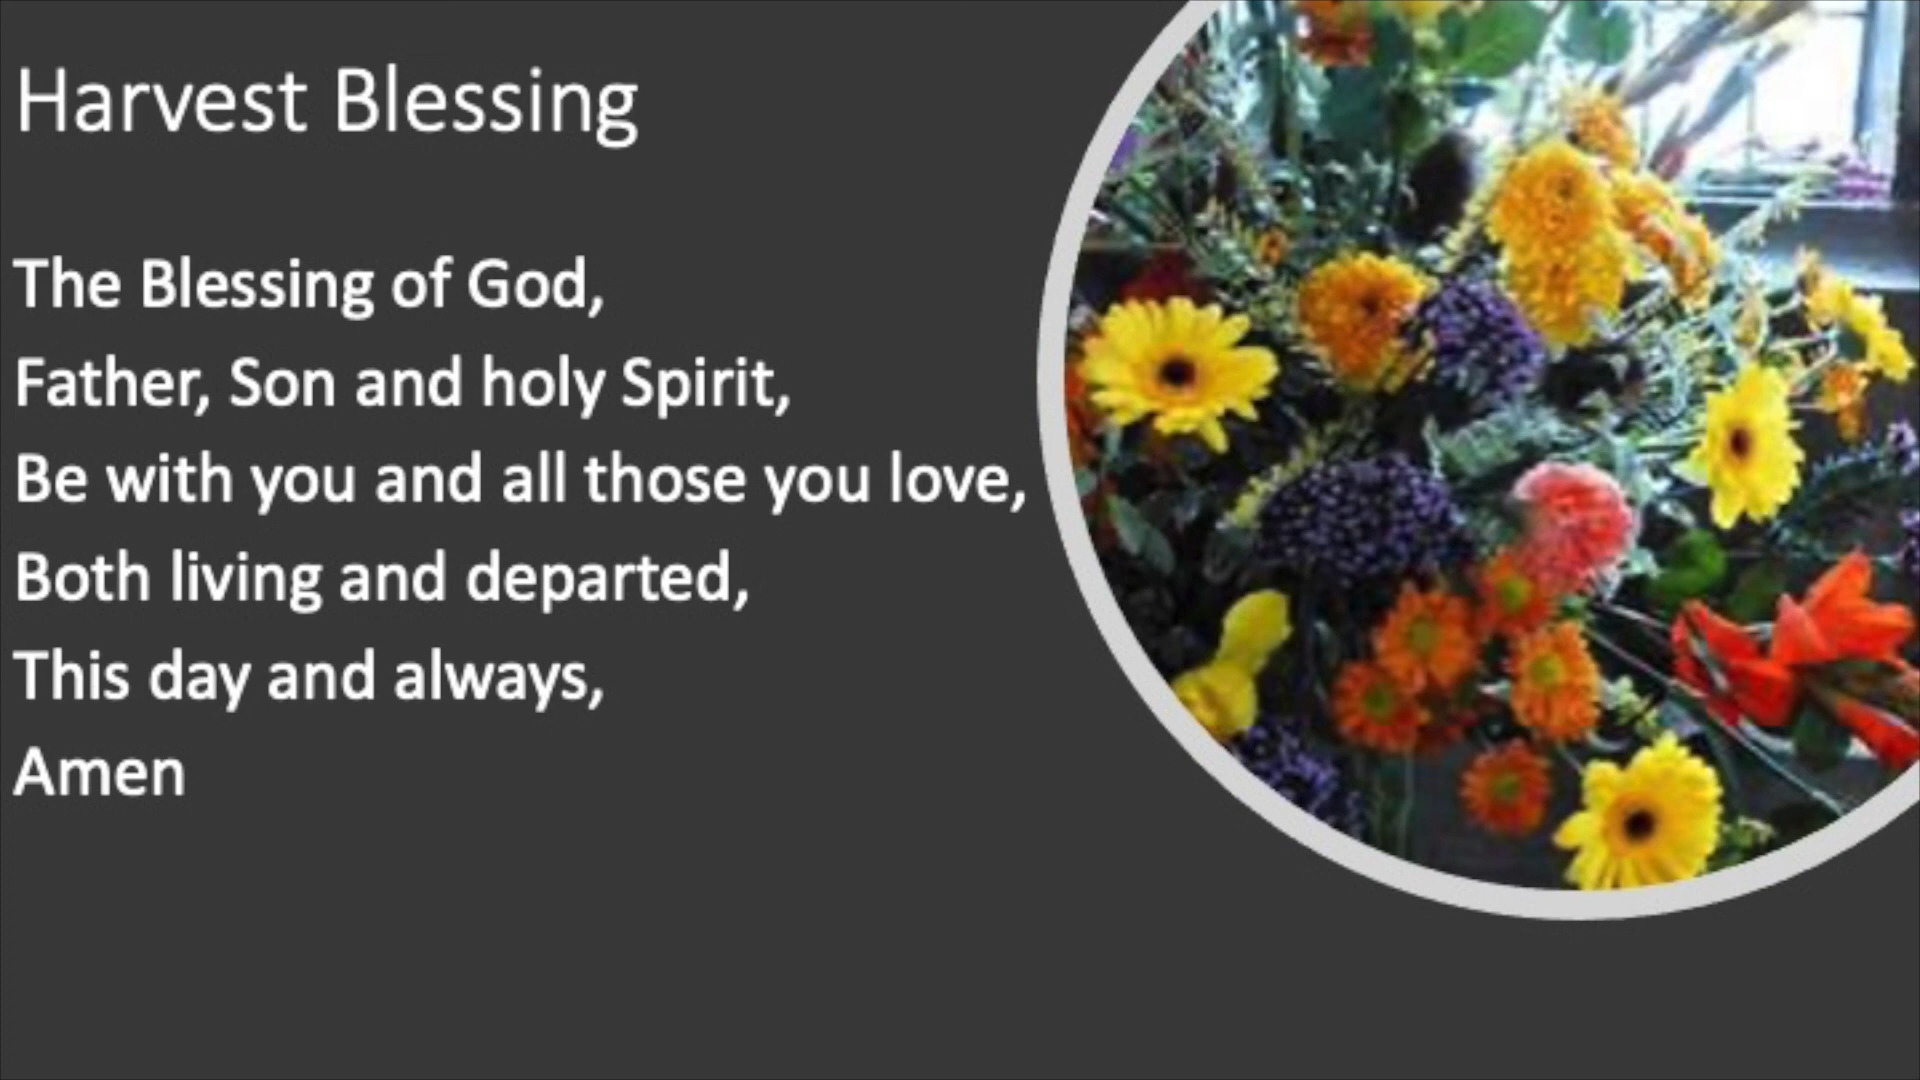 Harvest Blessing
The Blessing of God,
Father, Son and holy Spirit,
Be with you and all those you love,
Both living and departed,
This day and always,
Amen